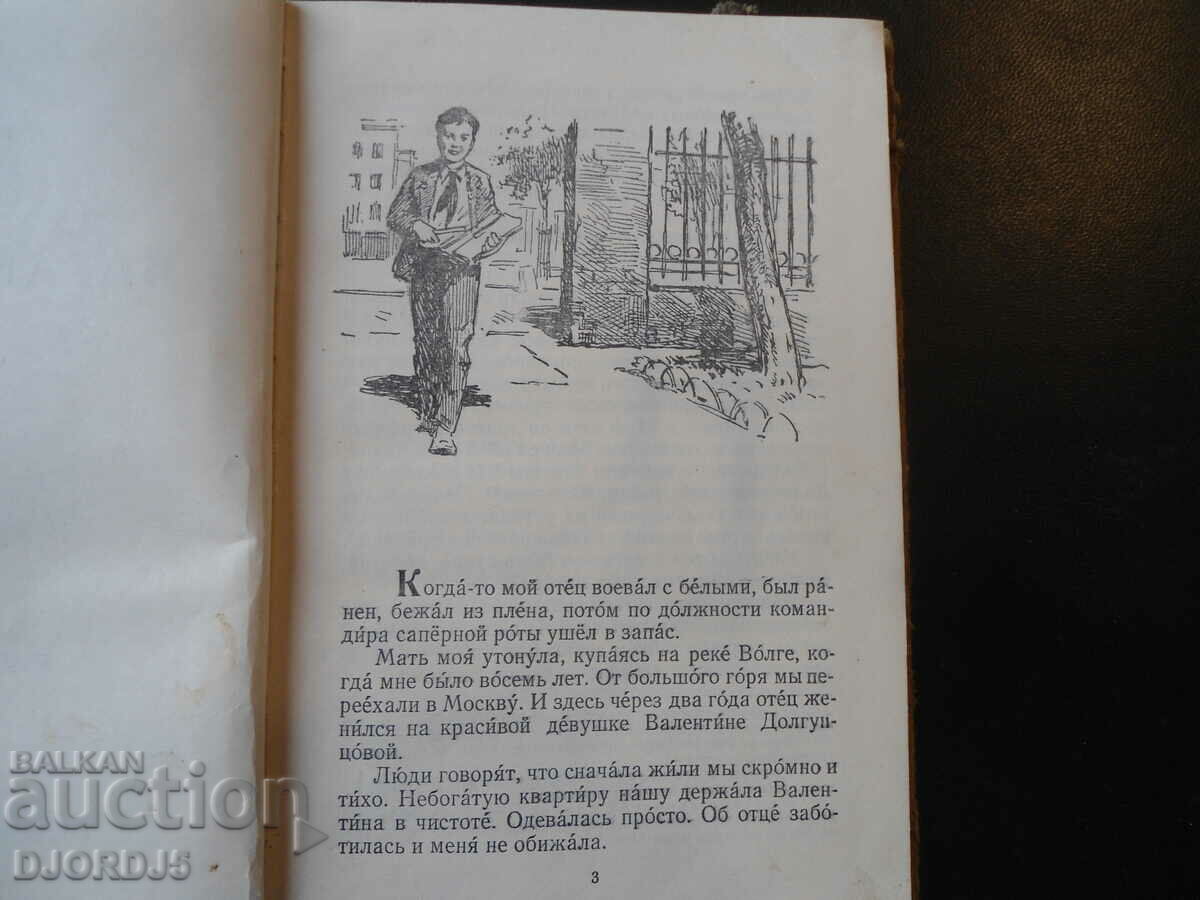 Когда́-то мой оте́ц воева́л с бе́лыми, был ра́-
нен, бежа́л из пле́на, пото́м по до́лжности коман-
ди́ра сапёрной ро́ты ушёл в запа́с.
Мать моя́ утону́ла, купа́ясь на реке́ Во́лге, ко-
гда́ мне бы́ло во́семь лет. От большо́го го́ря мы пе-
рее́хали в Москву́. И здесь че́рез два го́да оте́ц же-
ни́лся на краси́вой де́вушке Валенти́не Долгун-
цо́вой.
Лю́ди говоря́т, что снача́ла жи́ли мы скро́мно и
ти́хо. Небога́тую кварти́ру на́шу держа́ла Вален-
ти́на в чистоте́. Одева́лась про́сто. Об отце́ забо́-
тилась и меня́ не обижа́ла.
3
BALKAN
auction
DJORDJ5